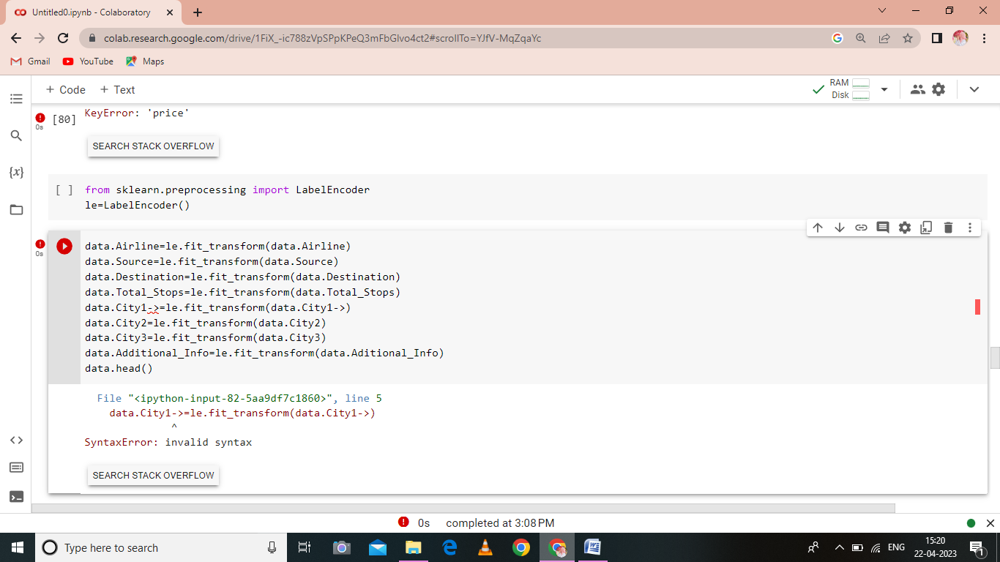 Untitled0.ipynb - Colaboratory
colab.research.google.com/drive/1FiX_-ic788zVpSPpKPeQ3mFbGlvo4ct2#scrollTo=YJfV-MqZqaYc
Gmail YouTube Maps
+ Code + Text RAM
Disk
[80] KeyError: 'price'
0s
SEARCH STACK OVERFLOW
[ ] from sklearn.preprocessing import LabelEncoder
le=LabelEncoder()
0s
data.Airline=le.fit_transform(data.Airline)
data.Source=le.fit_transform(data.Source)
data.Destination=le.fit_transform(data.Destination)
data.Total_Stops=le.fit_transform(data.Total_Stops)
data.City1->=le.fit_transform(data.City1->)
data.City2=le.fit_transform(data.City2)
data.City3=le.fit_transform(data.City3)
data.Additional_Info=le.fit_transform(data.Aditional_Info)
data.head()
File "<ipython-input-82-5aa9df7c1860>", line 5
data.City1->=le.fit_transform(data.City1->)
^
SyntaxError: invalid syntax
SEARCH STACK OVERFLOW
0s completed at 3:08 PM
Type here to search
ENG
15:20
22-04-2023
1